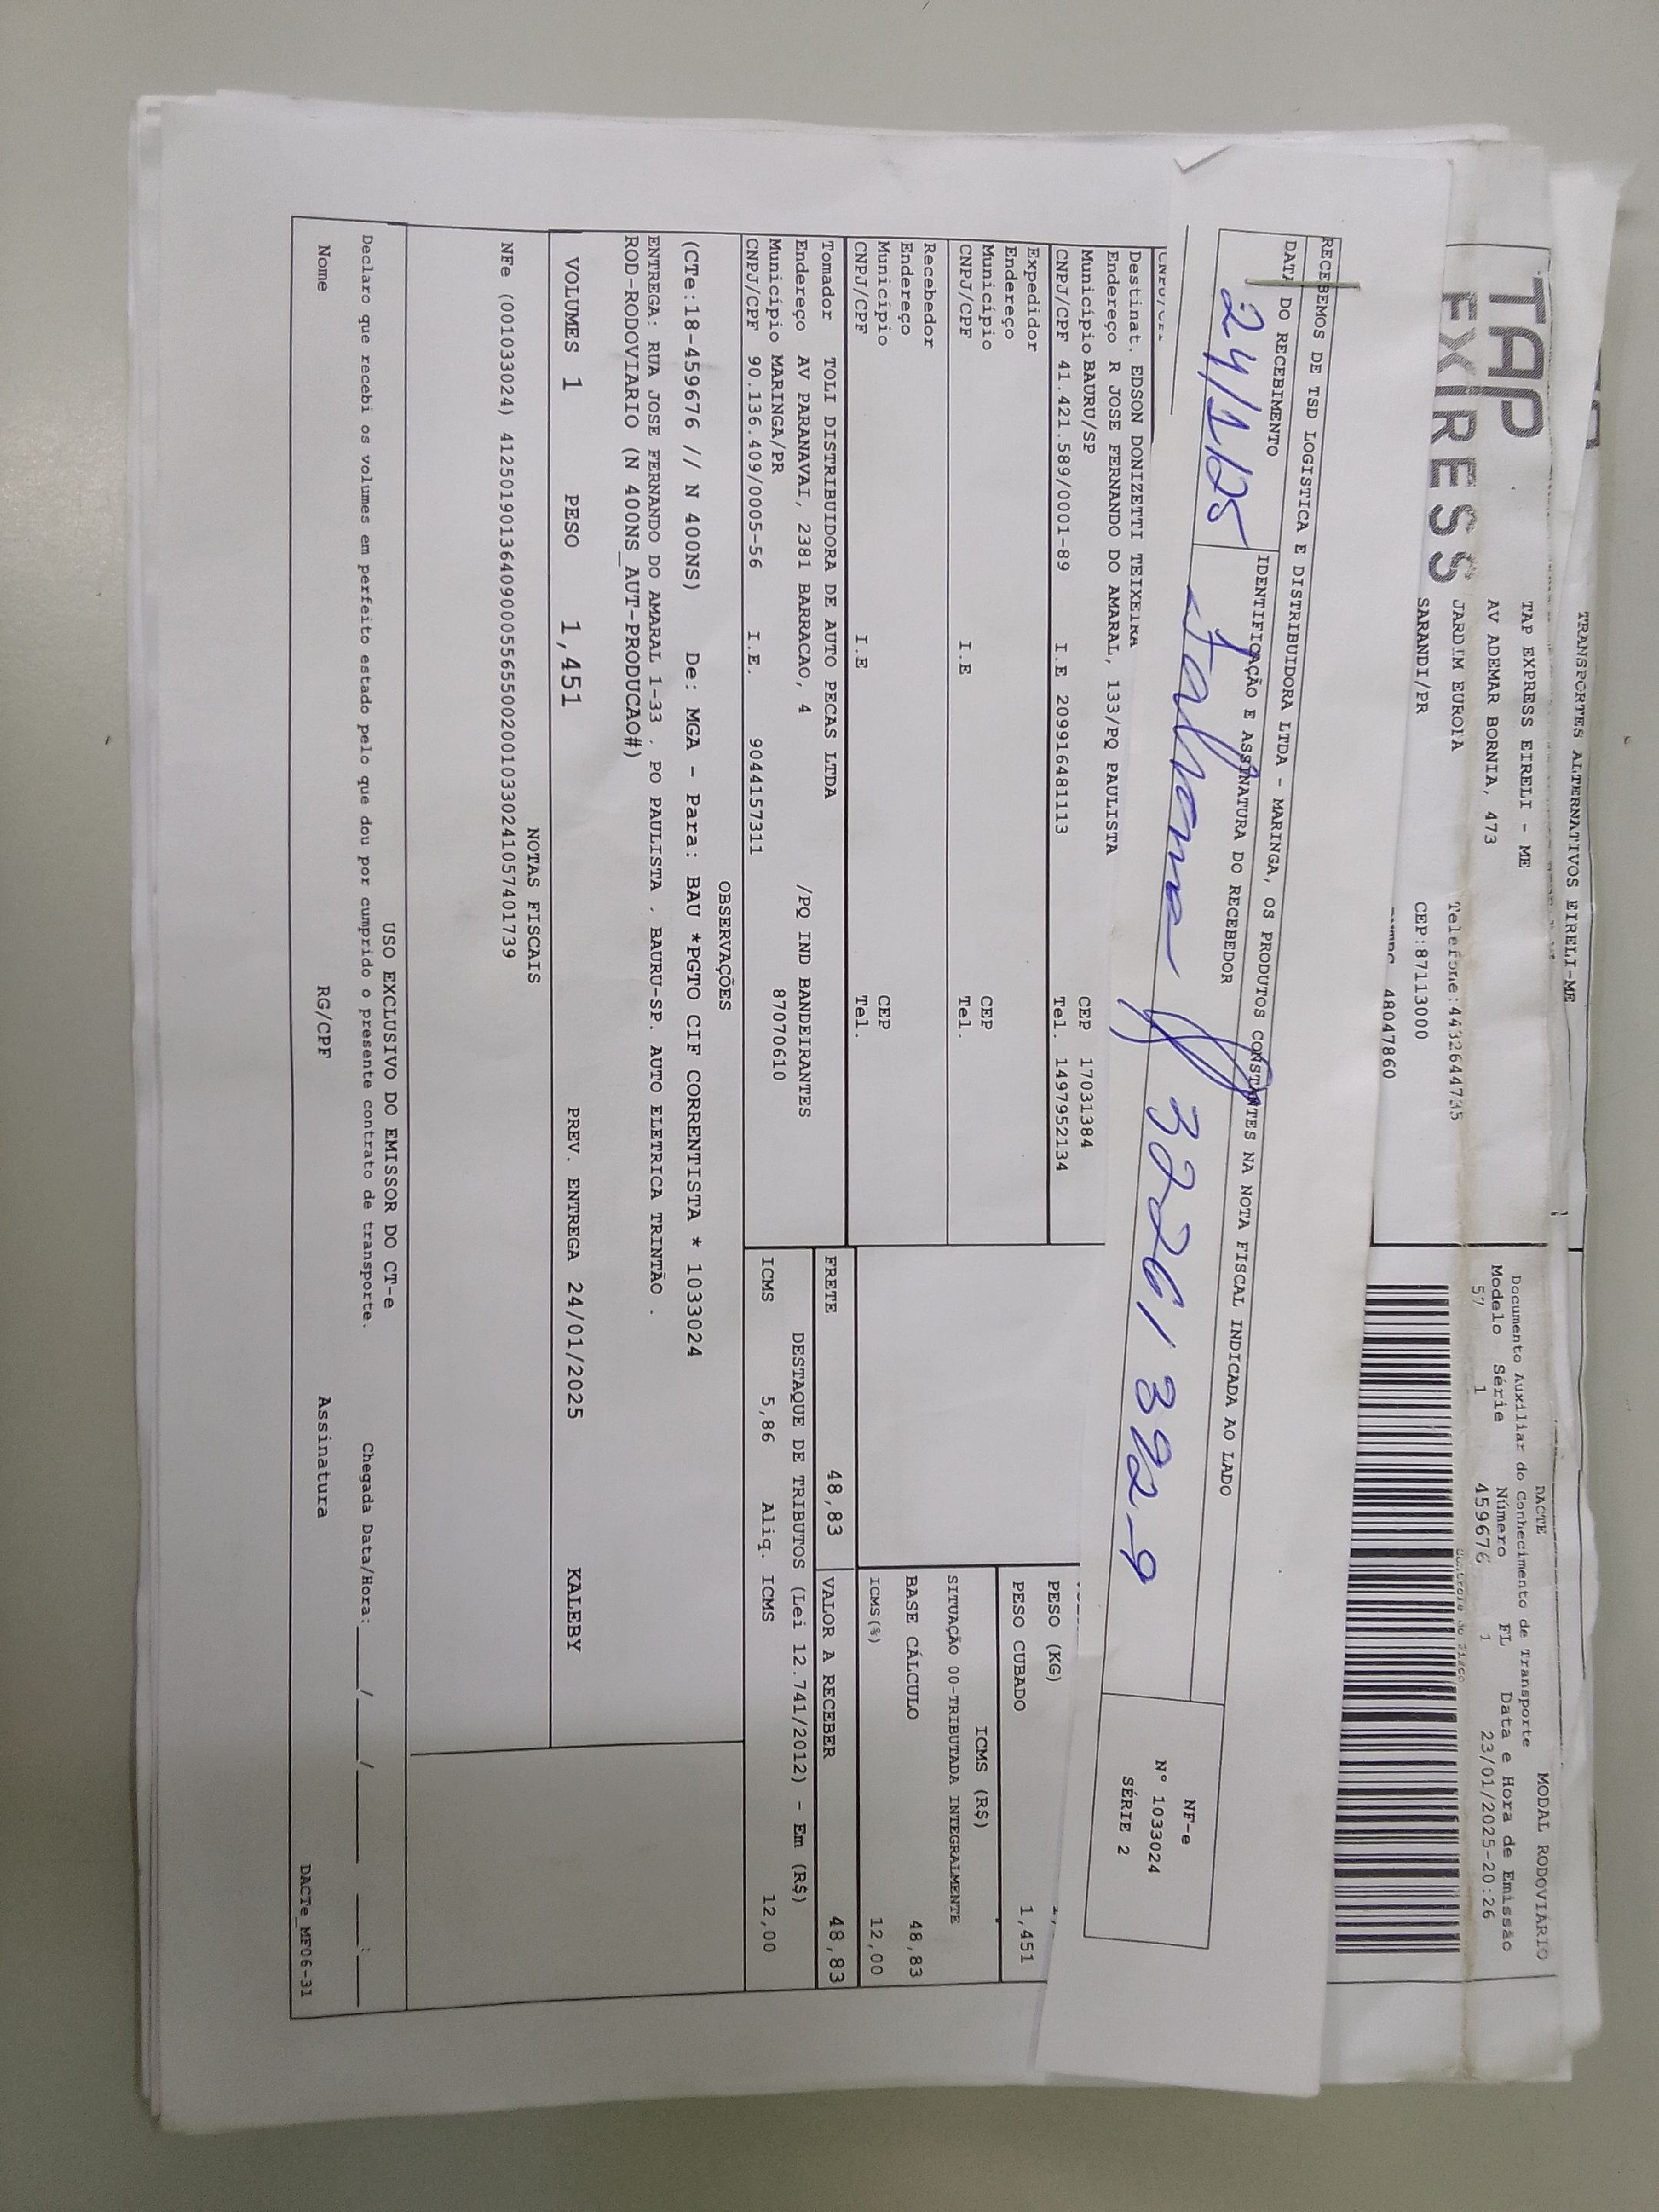 TRANSPORTES ALTERNATIVOS EIRELI-ME
TAP
EXPRESS
TAP EXPRESS EIRELI - ME
AV ADEMAR BORNIA, 473
JARDIM EUROPA
SARANDI/PR
Telefone:4432644735
CEP:87113000
48047860
DACTE
MODAL RODOVIÁRIO
Documento Auxiliar do Conhecimento de Transporte
Modelo Série Número FL Data e Hora de Emissão
57 1 459676 1 23/01/2025-20:26
RECEBEMOS DE TSD LOGISTICA E DISTRIBUIDORA LTDA - MARINGA, OS PRODUTOS CONSTANTES NA NOTA FISCAL INDICADA AO LADO
DATA DO RECEBIMENTO
IDENTIFICAÇÃO E ASSINATURA DO RECEBEDOR
24/1/25
33261392-9
NF-e
Nº 1033024
SÉRIE 2
Destinat. EDSON DONIZETTI TEIXEIRA
Endereço R JOSE FERNANDO DO AMARAL, 133/PQ PAULISTA
Município BAURU/SP CEP 17031384
CNPJ/CPF 41.421.589/0001-89 I.E 209916481113 Tel. 1497952134
Expedidor
Endereço
Município CEP
CNPJ/CPF I.E Tel.
Recebedor
Endereço
Município CEP
CNPJ/CPF I.E Tel.
PESO (KG)
PESO CUBADO 1,451
ICMS (R$)
SITUAÇÃO 00-TRIBUTADA INTEGRALMENTE
BASE CÁLCULO 48,83
ICMS(%) 12,00
Tomador TOLI DISTRIBUIDORA DE AUTO PECAS LTDA
Endereço AV PARANAVAI, 2381 BARRACAO, 4 /PQ IND BANDEIRANTES
Município MARINGA/PR 87070610
CNPJ/CPF 90.136.409/0005-56 I.E. 9044157311
FRETE 48,83 VALOR A RECEBER 48,83
DESTAQUE DE TRIBUTOS (Lei 12.741/2012) - Em (R$)
ICMS 5,86 Aliq. ICMS 12,00
OBSERVAÇÕES
(CTe:18-459676 // N 400NS) De: MGA - Para: BAU *PGTO CIF CORRENTISTA * 1033024
ENTREGA: RUA JOSE FERNANDO DO AMARAL 1-33 , PO PAULISTA , BAURU-SP. AUTO ELETRICA TRINTÃO .
ROD-RODOVIARIO (N 400NS_AUT-PRODUCAO#)
VOLUMES 1 PESO 1,451 PREV. ENTREGA 24/01/2025 KALEBY
NOTAS FISCAIS
NFe (001033024) 41250190136409000556550020010330241057401739
USO EXCLUSIVO DO EMISSOR DO CT-e
Declaro que recebi os volumes em perfeito estado pelo que dou por cumprido o presente contrato de transporte. Chegada Data/Hora:____/____/______ ___:___
Nome RG/CPF Assinatura
DACTe_MF06-31